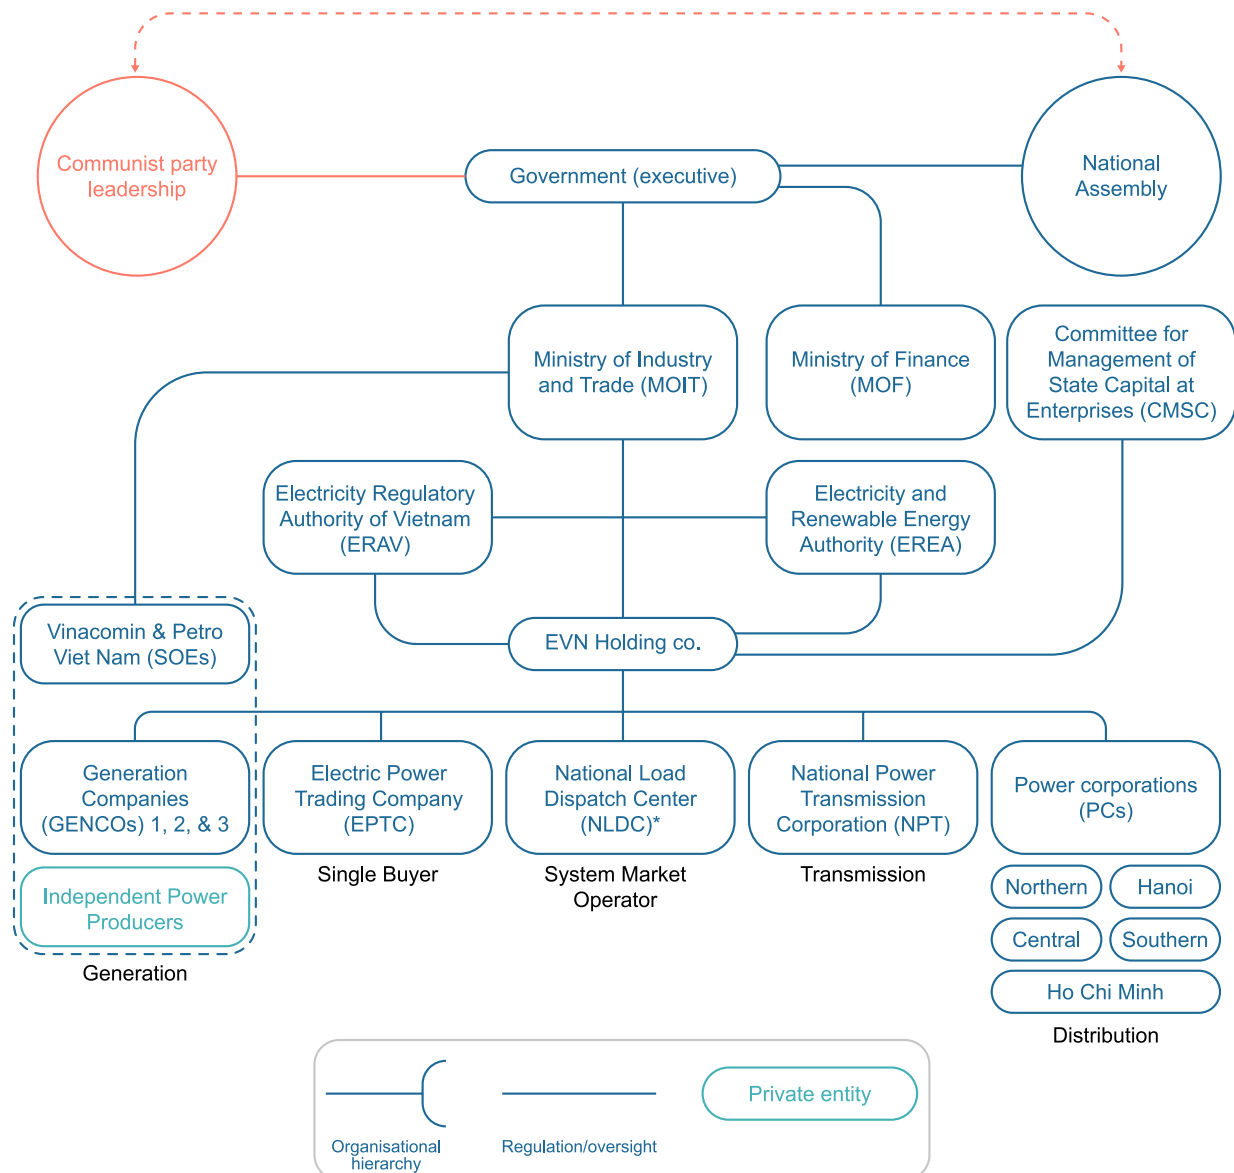 Communist party
leadership
Government (executive)
National
Assembly
Ministry of Industry
and Trade (MOIT)
Ministry of Finance
(MOF)
Committee for
Management of
State Capital at
Enterprises (CMSC)
Electricity Regulatory
Authority of Vietnam
(ERAV)
Electricity and
Renewable Energy
Authority (EREA)
Vinacomin & Petro
Viet Nam (SOEs)
EVN Holding co.
Generation
Companies
(GENCOs) 1, 2, & 3
Electric Power
Trading Company
(EPTC)
National Load
Dispatch Center
(NLDC)*
National Power
Transmission
Corporation (NPT)
Power corporations
(PCs)
Independent Power
Producers
Generation
Single Buyer
System Market
Operator
Transmission
Northern
Hanoi
Central
Southern
Ho Chi Minh
Distribution
Organisational
hierarchy
Regulation/oversight
Private entity